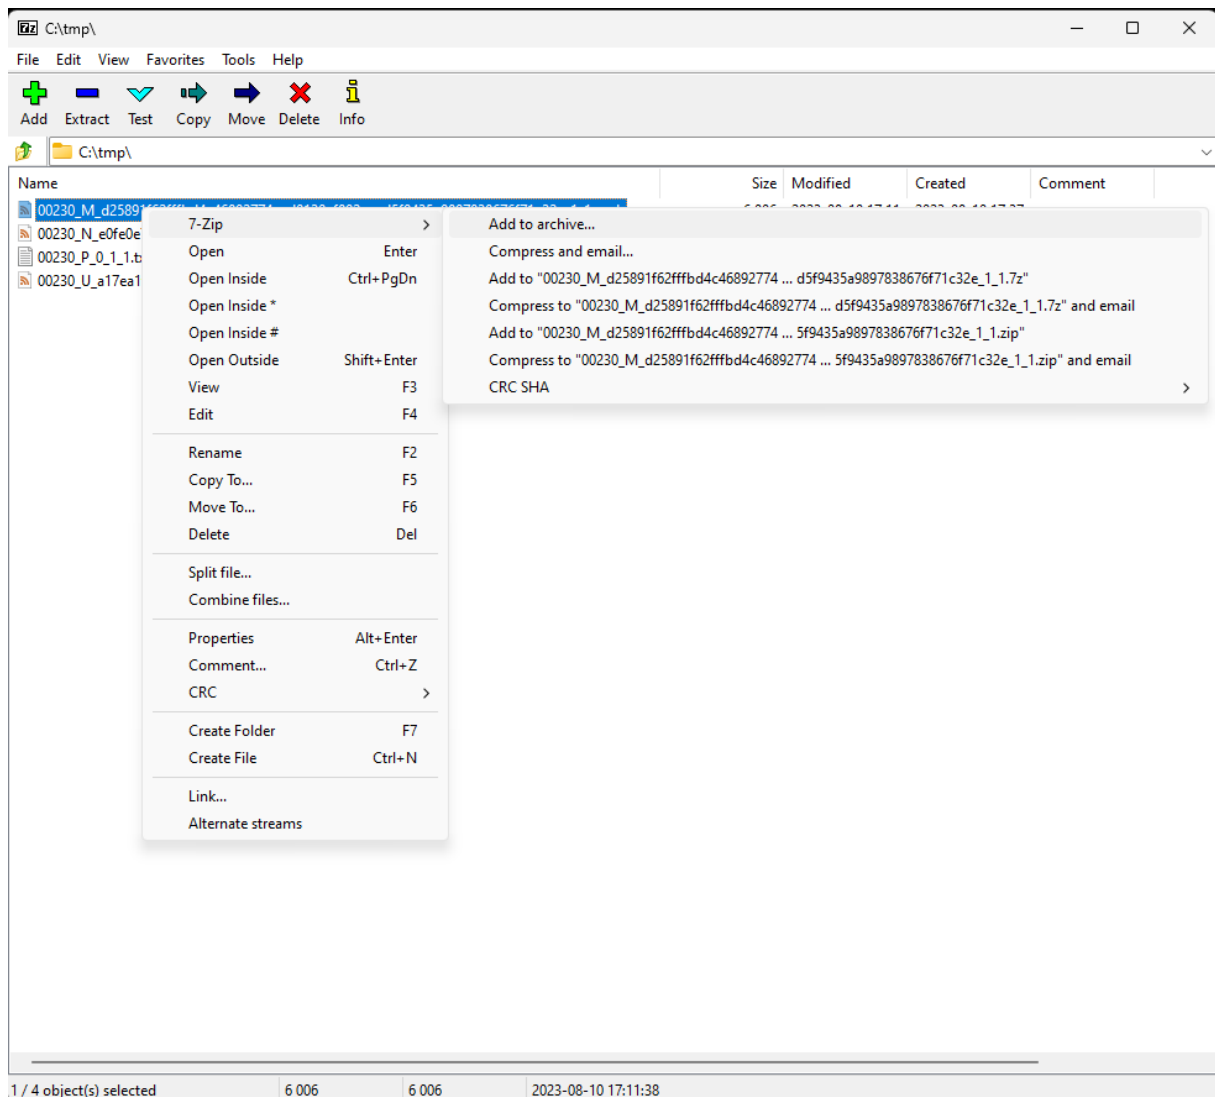 7z C:\tmp\
File Edit View Favorites Tools Help
Add Extract Test Copy Move Delete Info
C:\tmp\
Name Size Modified Created Comment
00230_M_d25891
00230_N_e0fe0e
00230_P_0_1_1.t
00230_U_a17ea1
7-Zip
Open Enter
Open Inside Ctrl+PgDn
Open Inside *
Open Inside #
Open Outside Shift+Enter
View F3
Edit F4
Rename F2
Copy To... F5
Move To... F6
Delete Del
Split file...
Combine files...
Properties Alt+Enter
Comment... Ctrl+Z
CRC
Create Folder F7
Create File Ctrl+N
Link...
Alternate streams
Add to archive...
Compress and email...
Add to "00230_M_d25891f62fffbd4c46892774 ... d5f9435a9897838676f71c32e_1_1.7z"
Compress to "00230_M_d25891f62fffbd4c46892774 ... d5f9435a9897838676f71c32e_1_1.7z" and email
Add to "00230_M_d25891f62fffbd4c46892774 ... 5f9435a9897838676f71c32e_1_1.zip"
Compress to "00230_M_d25891f62fffbd4c46892774 ... 5f9435a9897838676f71c32e_1_1.zip" and email
CRC SHA
1 / 4 object(s) selected 6 006 6 006 2023-08-10 17:11:38